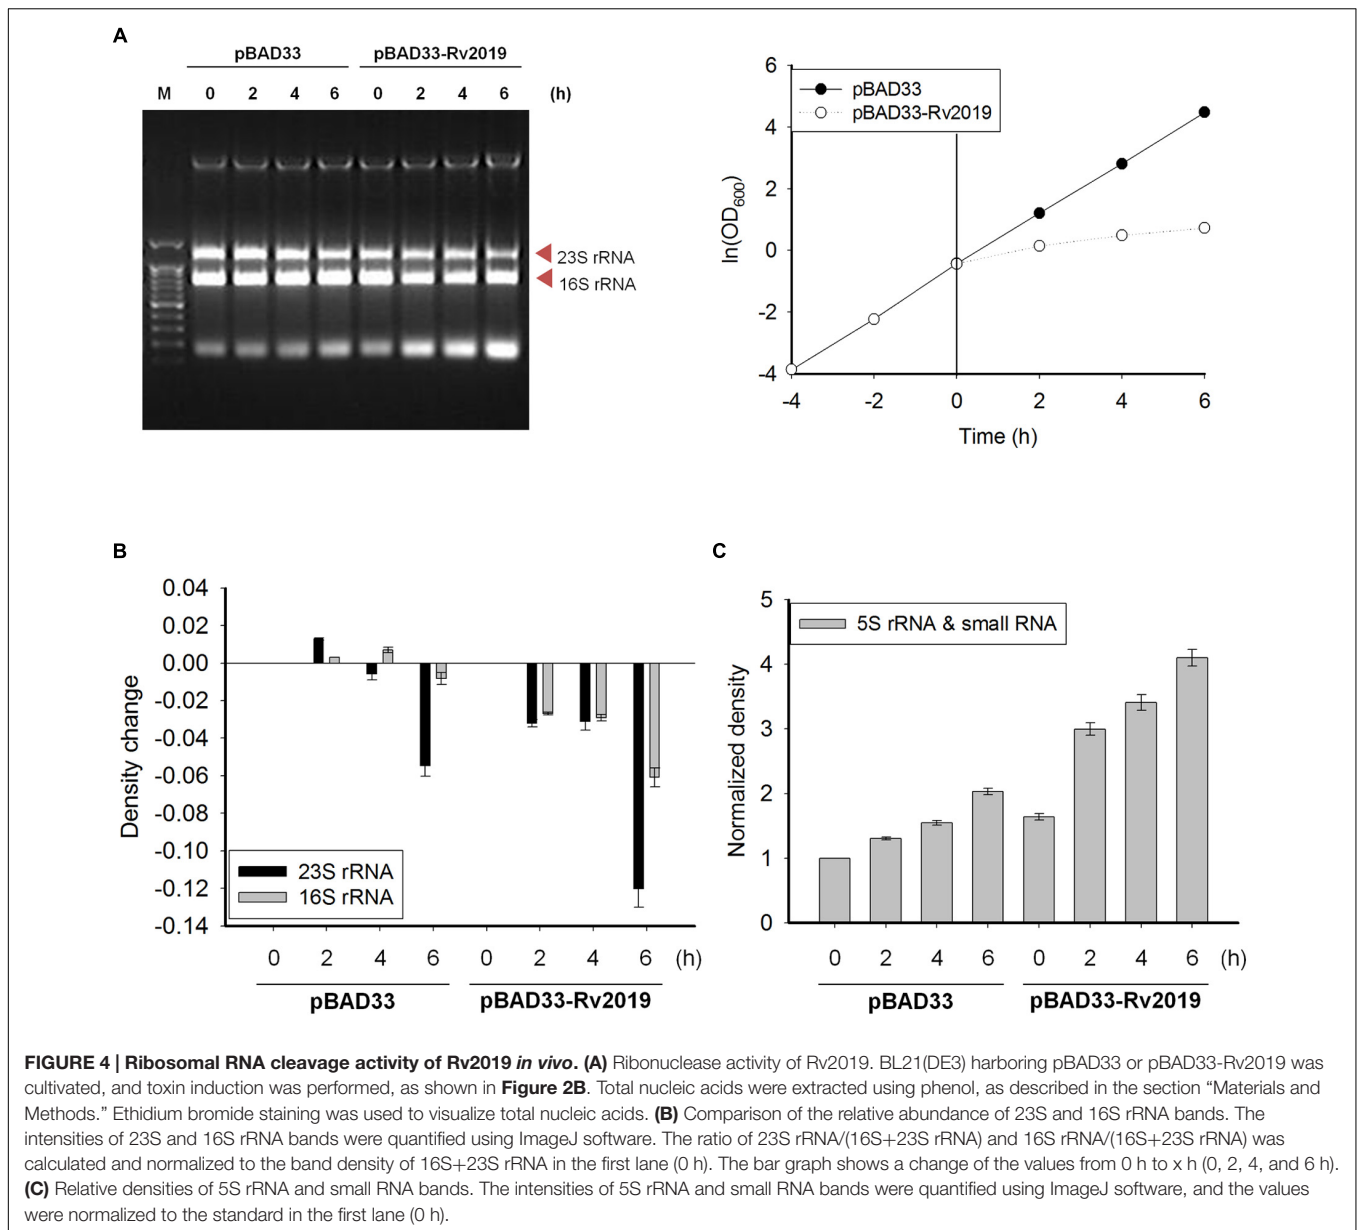 A
pBAD33 pBAD33-Rv2019
M 0 2 4 6 0 2 4 6 (h)
23S rRNA
16S rRNA
6
4
2
0
-2
-4
ln(OD600)
pBAD33
pBAD33-Rv2019
-4 -2 0 2 4 6
Time (h)
B
0.04
0.02
0.00
-0.02
-0.04
-0.06
-0.08
-0.10
-0.12
-0.14
Density change
23S rRNA
16S rRNA
0 2 4 6 0 2 4 6 (h)
pBAD33 pBAD33-Rv2019
C
5
4
3
2
1
0
Normalized density
5S rRNA & small RNA
0 2 4 6 0 2 4 6 (h)
pBAD33 pBAD33-Rv2019
FIGURE 4 | Ribosomal RNA cleavage activity of Rv2019 in vivo. (A) Ribonuclease activity of Rv2019. BL21(DE3) harboring pBAD33 or pBAD33-Rv2019 was
cultivated, and toxin induction was performed, as shown in Figure 2B. Total nucleic acids were extracted using phenol, as described in the section “Materials and
Methods.” Ethidium bromide staining was used to visualize total nucleic acids. (B) Comparison of the relative abundance of 23S and 16S rRNA bands. The
intensities of 23S and 16S rRNA bands were quantified using ImageJ software. The ratio of 23S rRNA/(16S+23S rRNA) and 16S rRNA/(16S+23S rRNA) was
calculated and normalized to the band density of 16S+23S rRNA in the first lane (0 h). The bar graph shows a change of the values from 0 h to x h (0, 2, 4, and 6 h).
(C) Relative densities of 5S rRNA and small RNA bands. The intensities of 5S rRNA and small RNA bands were quantified using ImageJ software, and the values
were normalized to the standard in the first lane (0 h).